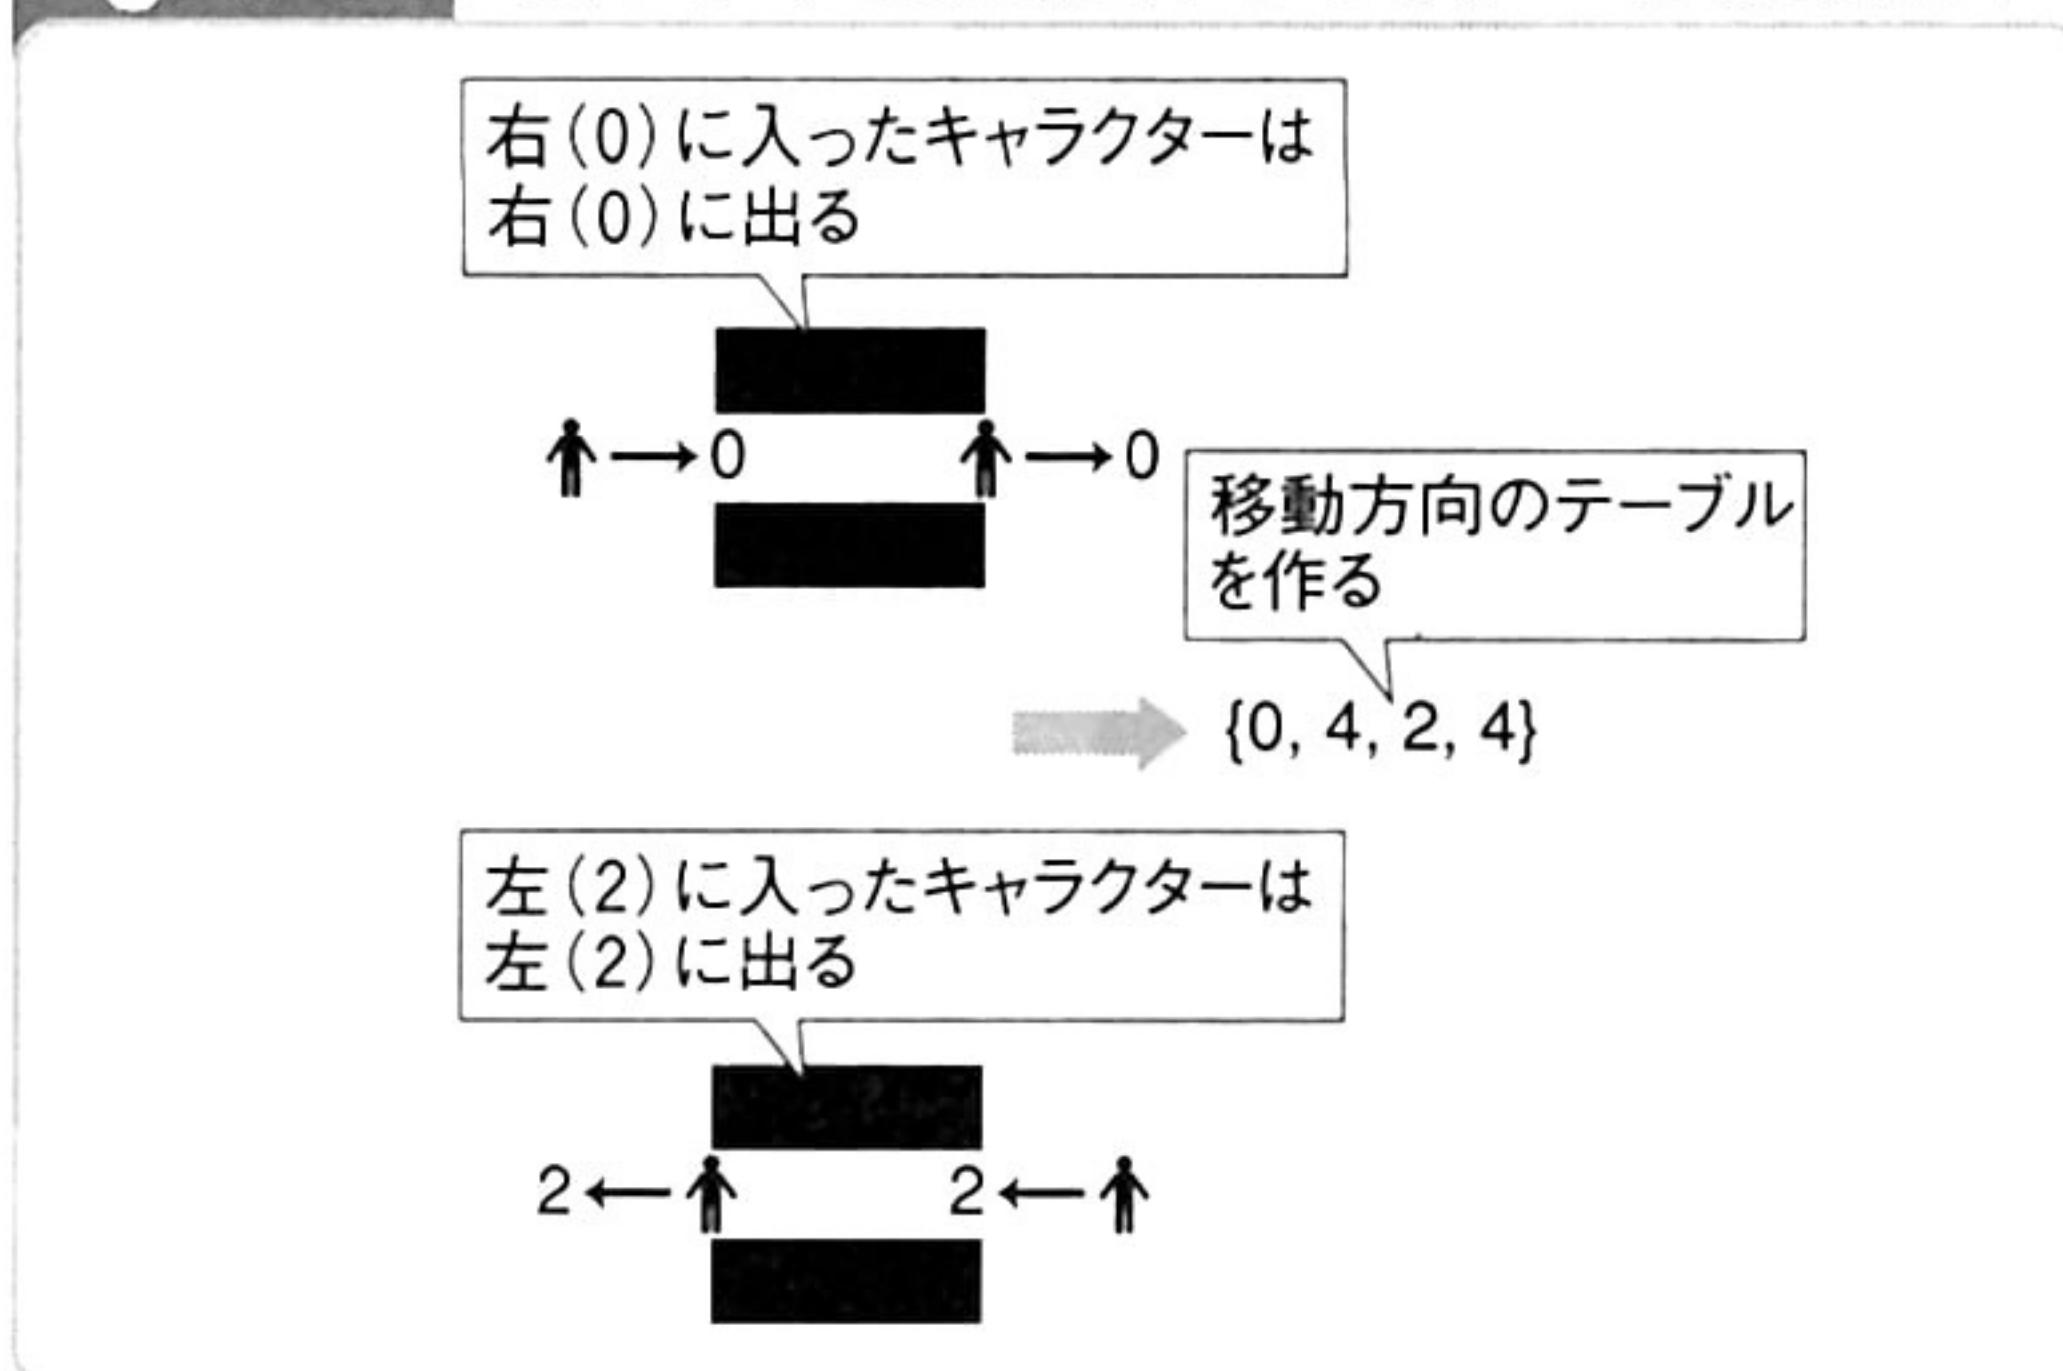 右(0)に入ったキャラクターは
右(0)に出る
0
0
移動方向のテーブル
を作る
{0, 4, 2, 4}
左(2)に入ったキャラクターは
左(2)に出る
2
2